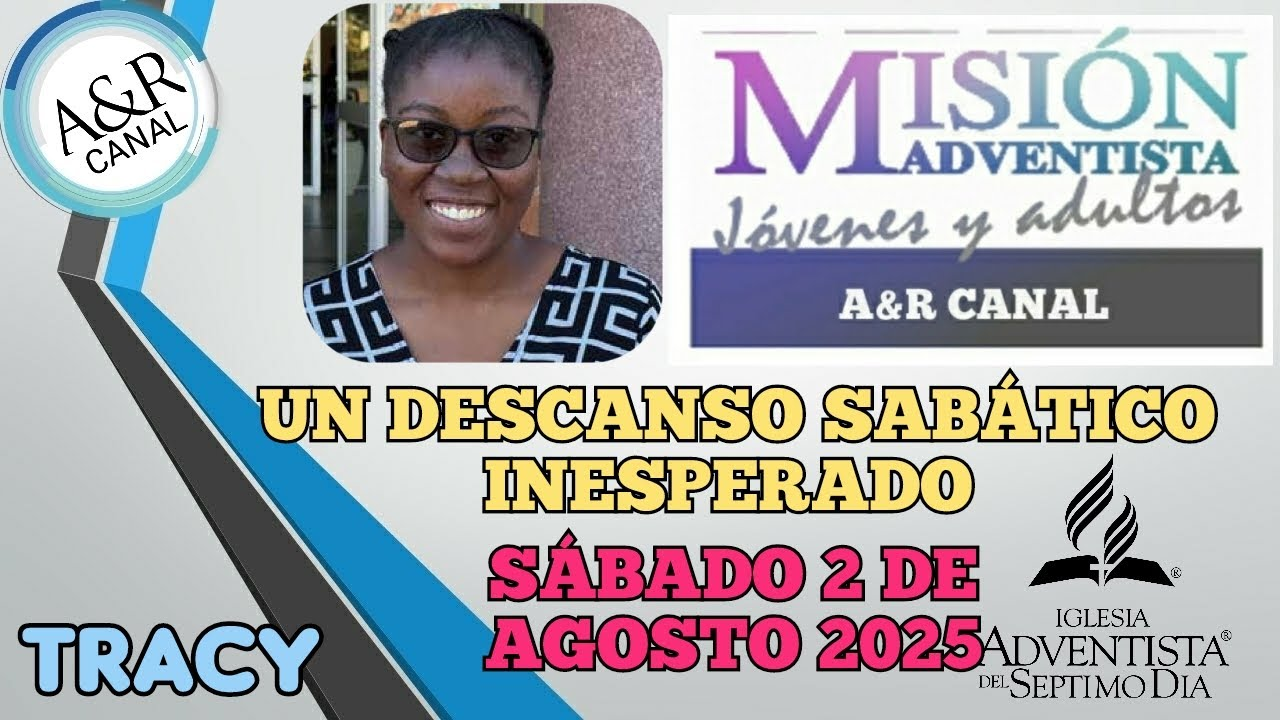 A&R
CANAL
MISIÓN
ADVENTISTA
Jóvenes y adultos
A&R CANAL
UN DESCANSO SABÁTICO
INESPERADO
SÁBADO 2 DE
AGOSTO 2025
TRACY
®
IGLESIA
ADVENTISTA®
DEL SEPTIMO DIA